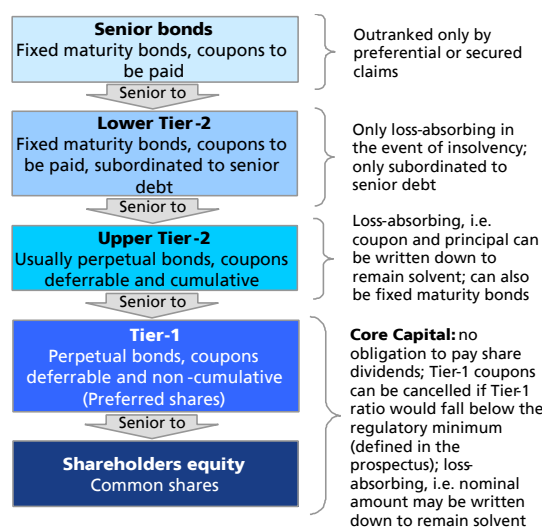 Senior bonds
Fixed maturity bonds, coupons to
be paid
Outranked only by
preferential or secured
claims
Senior to
Lower Tier-2
Fixed maturity bonds, coupons to
be paid, subordinated to senior
debt
Only loss-absorbing in
the event of insolvency;
only subordinated to
senior debt
Senior to
Upper Tier-2
Usually perpetual bonds, coupons
deferrable and cumulative
Loss-absorbing, i.e.
coupon and principal can
be written down to
remain solvent; can also
be fixed maturity bonds
Senior to
Tier-1
Perpetual bonds, coupons
deferrable and non-cumulative
(Preferred shares)
Senior to
Shareholders equity
Common shares
Core Capital: no
obligation to pay share
dividends; Tier-1 coupons
can be cancelled if Tier-1
ratio would fall below the
regulatory minimum
(defined in the
prospectus); loss-
absorbing, i.e. nominal
amount may be written
down to remain solvent